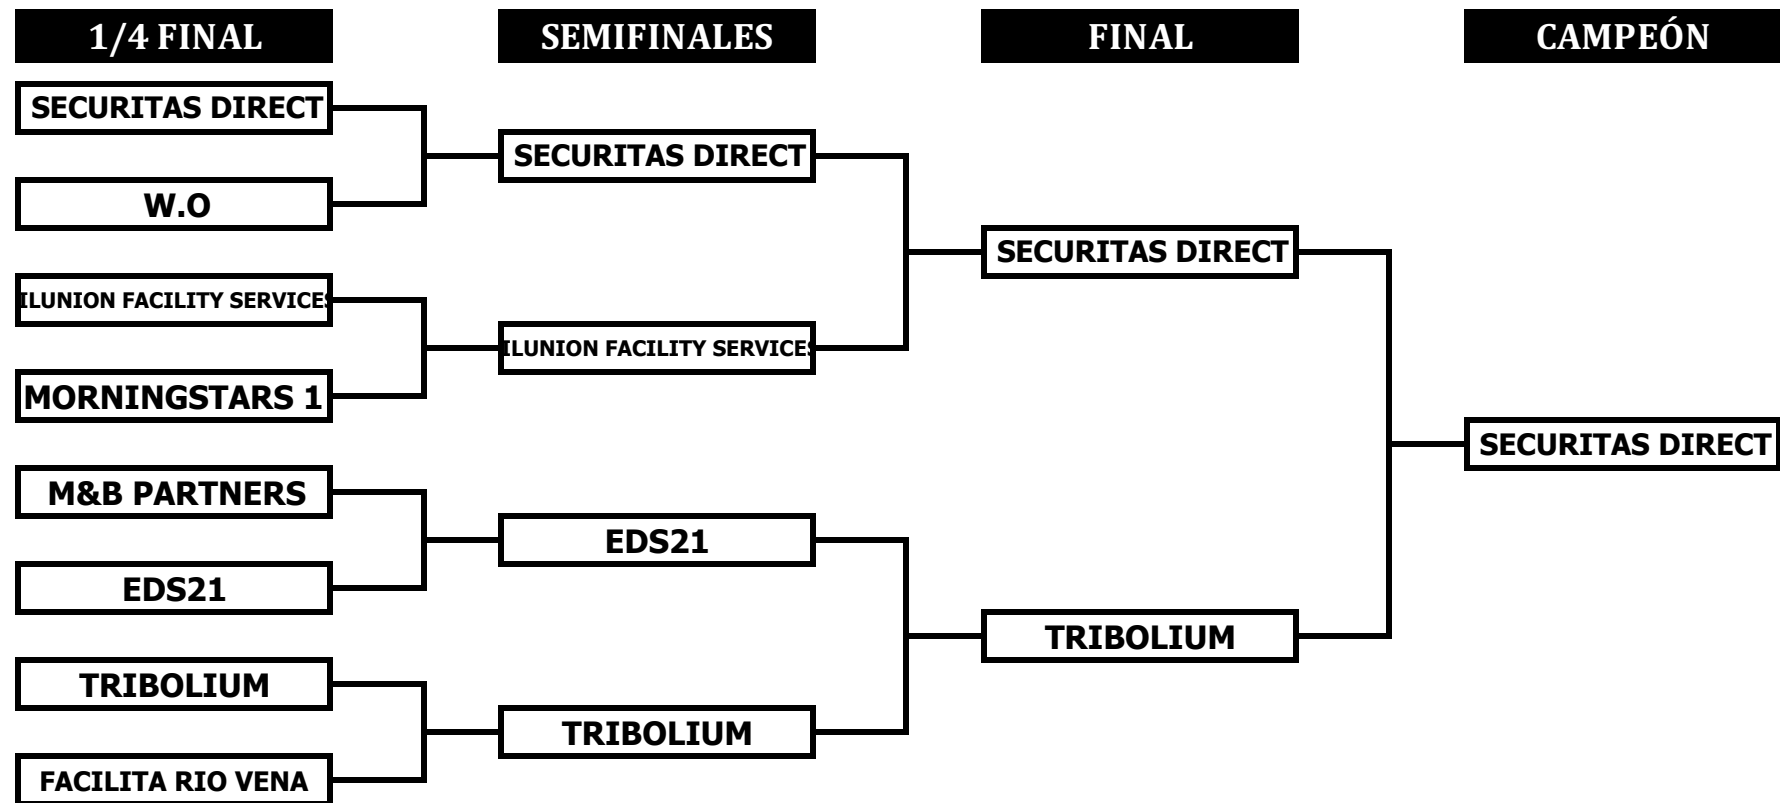 1/4 FINAL
SEMIFINALES
FINAL
CAMPEÓN
SECURITAS DIRECT
W.O
ILUNION FACILITY SERVICES
MORNINGSTARS 1
M&B PARTNERS
EDS21
TRIBOLIUM
FACILITA RIO VENA
SECURITAS DIRECT
ILUNION FACILITY SERVICES
EDS21
TRIBOLIUM
SECURITAS DIRECT
TRIBOLIUM
SECURITAS DIRECT